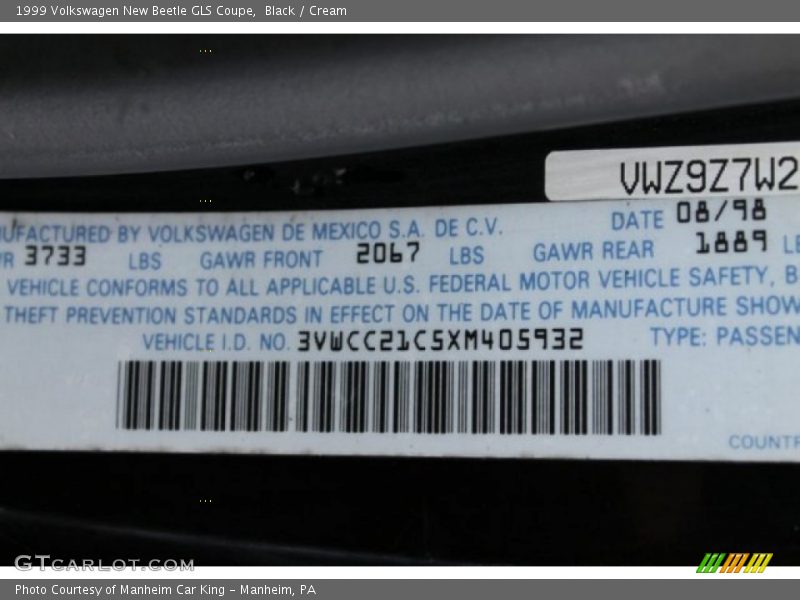 1999 Volkswagen New Beetle GLS Coupe, Black / Cream
VWZ9Z7W2
UFACTURED BY VOLKSWAGEN DE MEXICO S.A. DE C.V. DATE 08/98
VR 3733 LBS GAWR FRONT 2067 LBS GAWR REAR 1889 LB
VEHICLE CONFORMS TO ALL APPLICABLE U.S. FEDERAL MOTOR VEHICLE SAFETY, B
THEFT PREVENTION STANDARDS IN EFFECT ON THE DATE OF MANUFACTURE SHOW
VEHICLE I.D. NO. 3VWCC21C5XM405932 TYPE: PASSEN
COUNTR
GTCARLOT.COM
Photo Courtesy of Manheim Car King - Manheim, PA